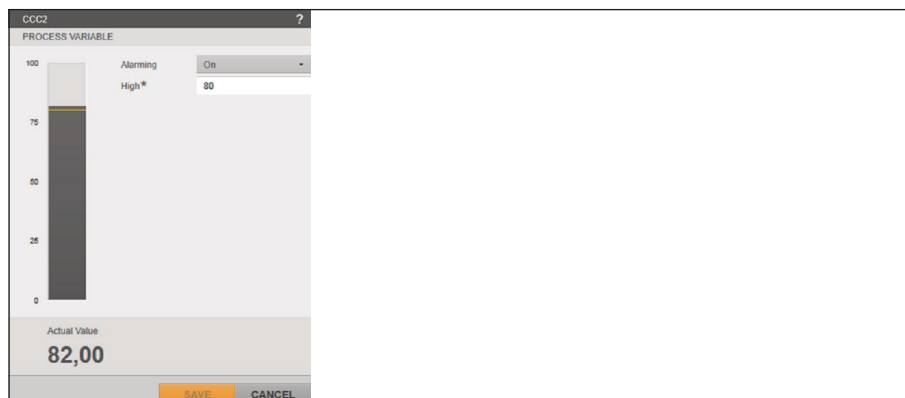 CCC2 ?
PROCESS VARIABLE
100
Alarming On
High* 80
75
50
25
0
Actual Value
82,00
SAVE CANCEL